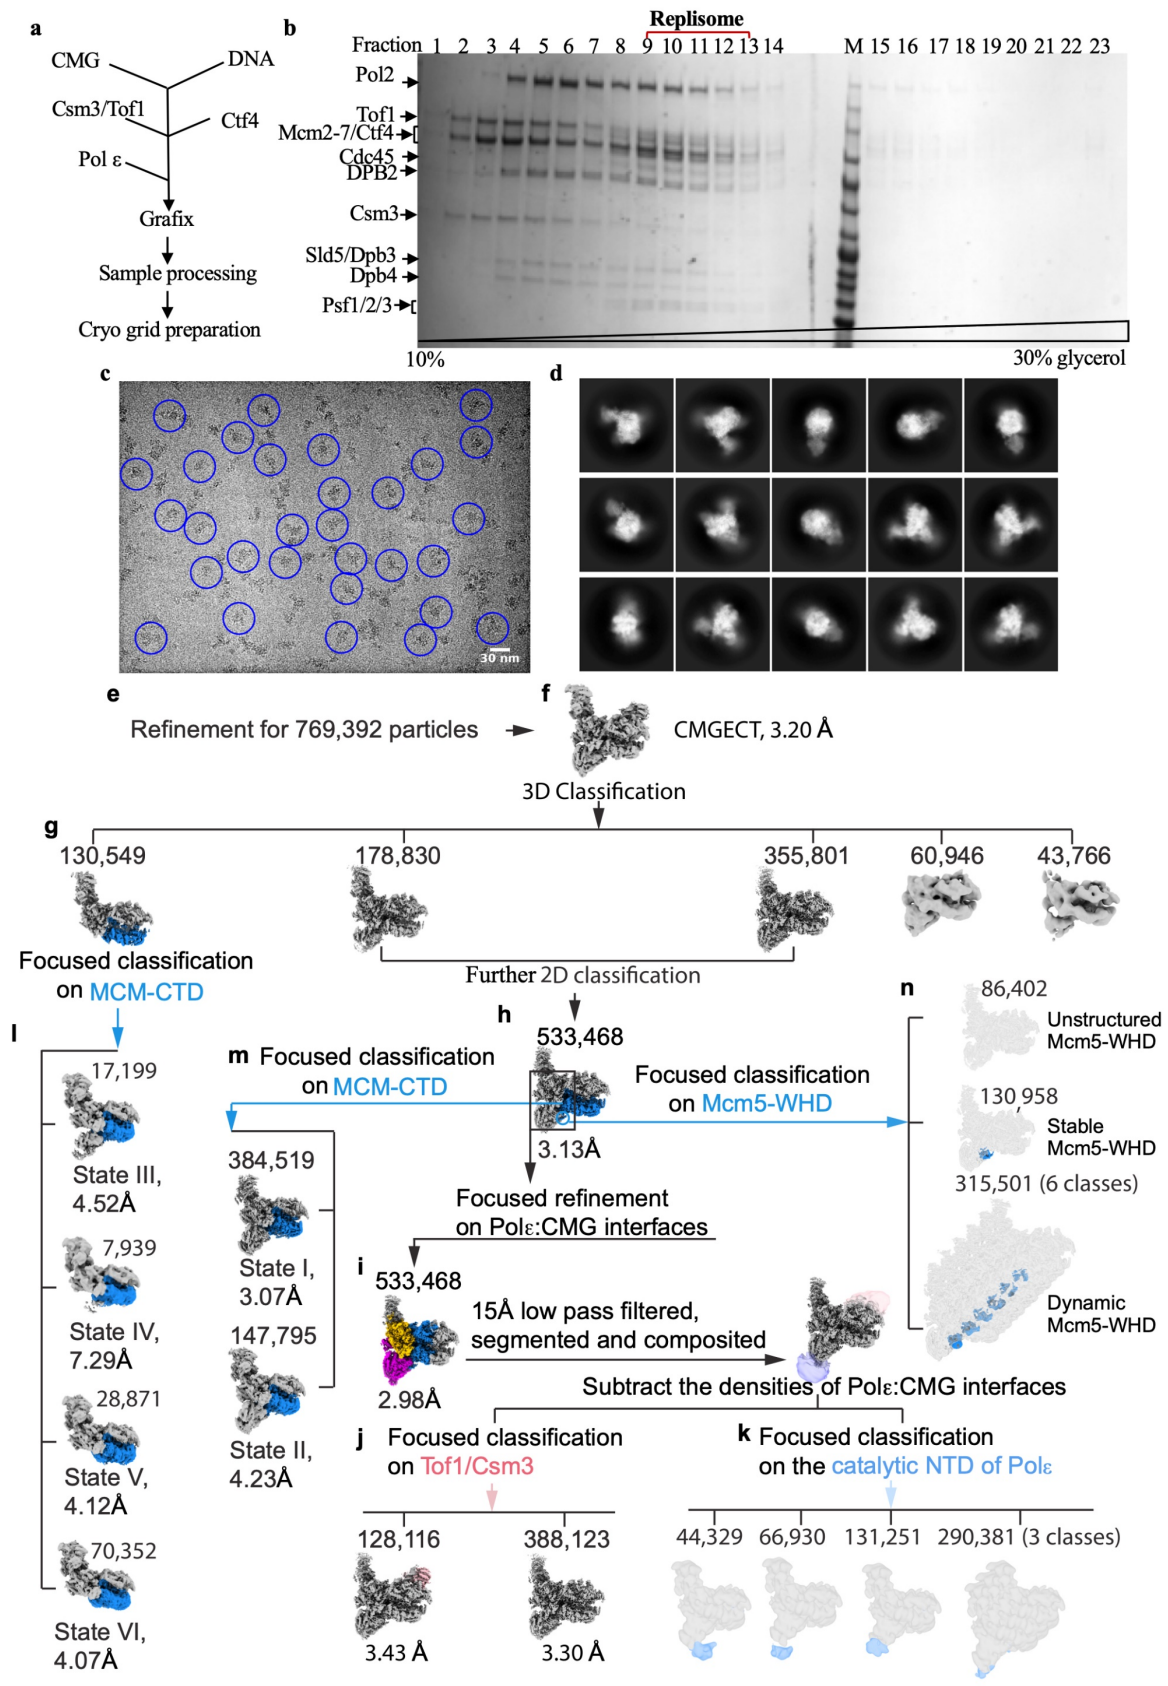 a
CMG
DNA
Csm3/Tof1
Ctf4
Pol ε
Grafix
Sample processing
Cryo grid preparation
b
Replisome
Fraction 1 2 3 4 5 6 7 8 9 10 11 12 13 14 M 15 16 17 18 19 20 21 22 23
Pol2
Tof1
Mcm2-7/Ctf4
Cdc45
DPB2
Csm3
Sld5/Dpb3
Dpb4
Psf1/2/3
10%
30% glycerol
c
30 nm
d
e
Refinement for 769,392 particles
f
CMGECT, 3.20 Å
3D Classification
g
130,549
178,830
355,801
60,946
43,766
Focused classification
on MCM-CTD
Further 2D classification
h
533,468
3.13Å
Focused classification
on Mcm5-WHD
n
86,402
Unstructured
Mcm5-WHD
130,958
Stable
Mcm5-WHD
315,501 (6 classes)
Dynamic
Mcm5-WHD
l
17,199
State III,
4.52Å
7,939
State IV,
7.29Å
28,871
State V,
4.12Å
70,352
State VI,
4.07Å
m
Focused classification
on MCM-CTD
384,519
State I,
3.07Å
147,795
State II,
4.23Å
Focused refinement
on Polε:CMG interfaces
i
533,468
2.98Å
15Å low pass filtered,
segmented and composited
Subtract the densities of Polε:CMG interfaces
j
Focused classification
on Tof1/Csm3
128,116
3.43 Å
388,123
3.30 Å
k
Focused classification
on the catalytic NTD of Polε
44,329
66,930
131,251
290,381 (3 classes)